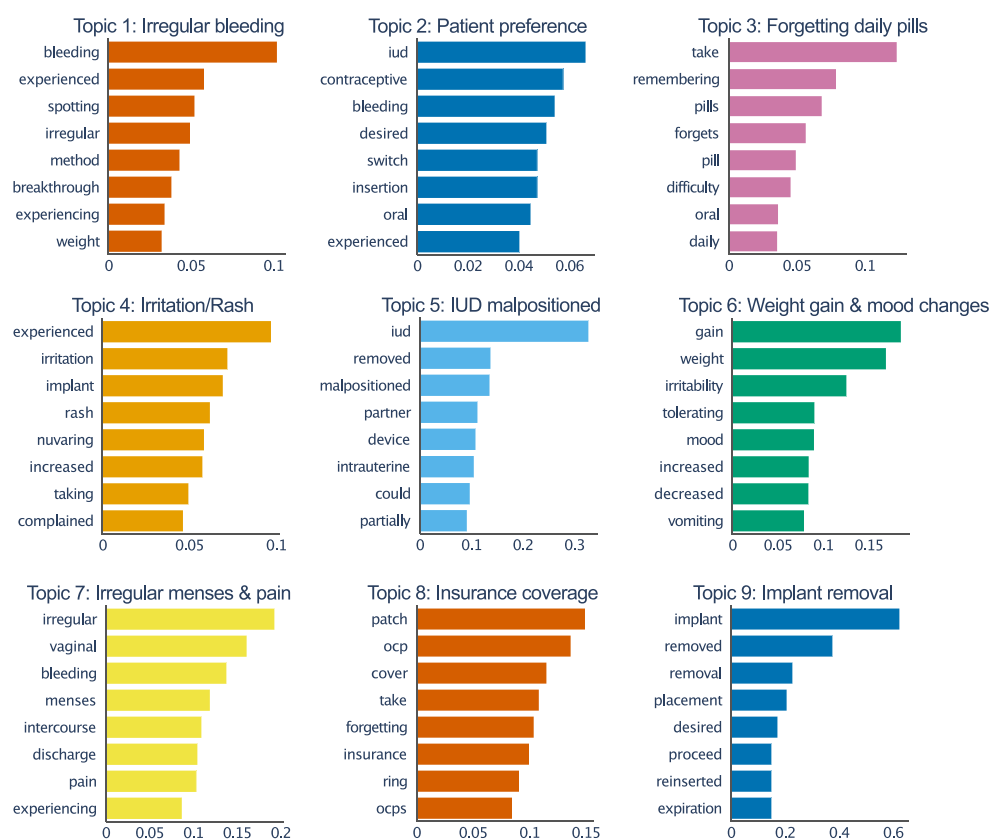 Topic 1: Irregular bleeding
bleeding
experienced
spotting
irregular
method
breakthrough
experiencing
weight
0 0.05 0.1
Topic 2: Patient preference
iud
contraceptive
bleeding
desired
switch
insertion
oral
experienced
0 0.02 0.04 0.06
Topic 3: Forgetting daily pills
take
remembering
pills
forgets
pill
difficulty
oral
daily
0 0.05 0.1
Topic 4: Irritation/Rash
experienced
irritation
implant
rash
nuvaring
increased
taking
complained
0 0.05 0.1
Topic 5: IUD malpositioned
iud
removed
malpositioned
partner
device
intrauterine
could
partially
0 0.1 0.2 0.3
Topic 6: Weight gain & mood changes
gain
weight
irritability
tolerating
mood
increased
decreased
vomiting
0 0.05 0.1 0.15
Topic 7: Irregular menses & pain
irregular
vaginal
bleeding
menses
intercourse
discharge
pain
experiencing
0 0.05 0.1 0.15 0.2
Topic 8: Insurance coverage
patch
ocp
cover
take
forgetting
insurance
ring
ocps
0 0.05 0.1 0.15
Topic 9: Implant removal
implant
removed
removal
placement
desired
proceed
reinserted
expiration
0 0.2 0.4 0.6